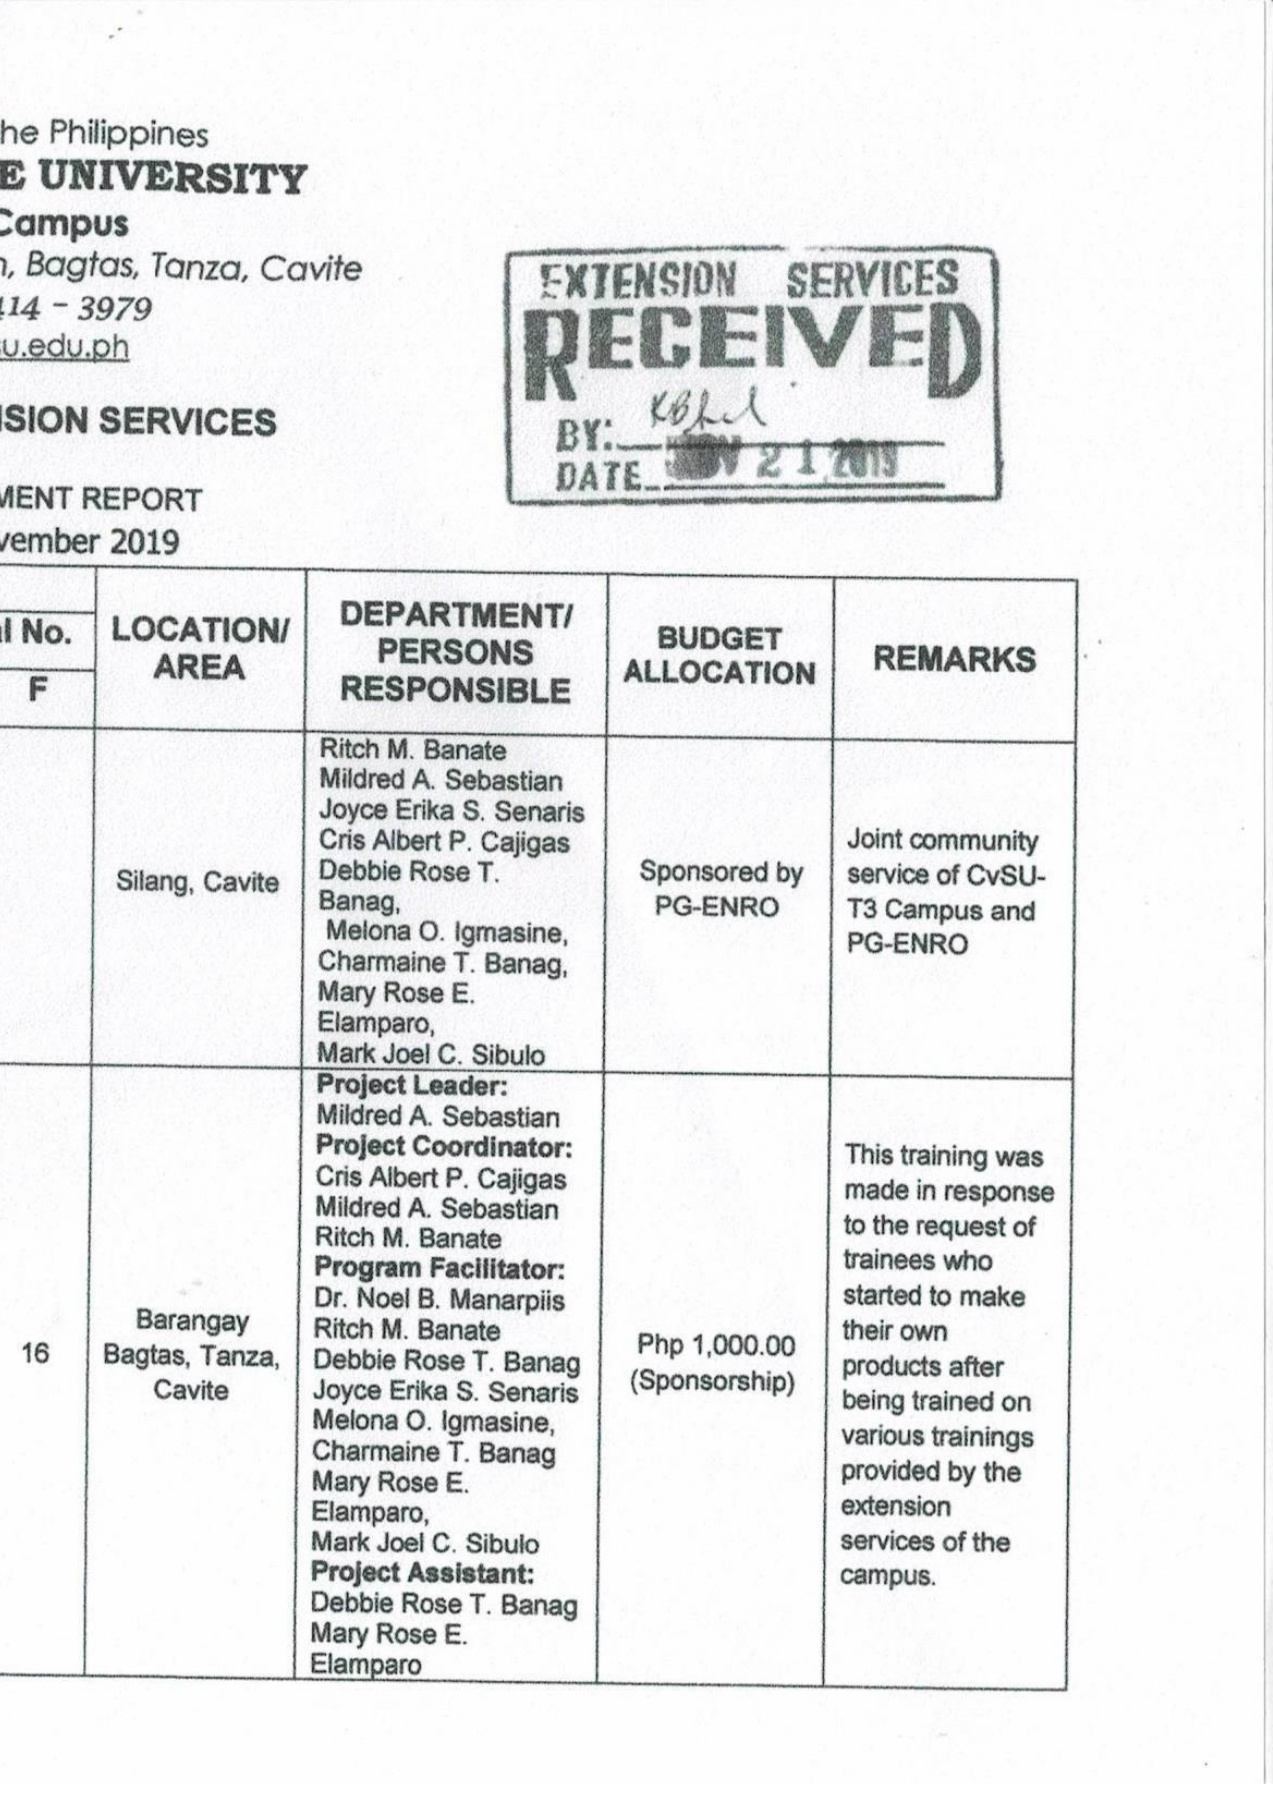 he Philippines
E UNIVERSITY
Campus
n, Bagtas, Tanza, Cavite
414 - 3979
su.edu.ph
EXTENSION SERVICES
RECEIVED
BY:
DATE NOV 21 2019
SION SERVICES
MENT REPORT
vember 2019
l No.
F
LOCATION/
AREA
DEPARTMENT/
PERSONS
RESPONSIBLE
BUDGET
ALLOCATION
REMARKS
Silang, Cavite
Ritch M. Banate
Mildred A. Sebastian
Joyce Erika S. Senaris
Cris Albert P. Cajigas
Debbie Rose T.
Banag,
Melona O. Igmasine,
Charmaine T. Banag,
Mary Rose E.
Elamparo,
Mark Joel C. Sibulo
Sponsored by
PG-ENRO
Joint community
service of CvSU-
T3 Campus and
PG-ENRO
16
Barangay
Bagtas, Tanza,
Cavite
Project Leader:
Mildred A. Sebastian
Project Coordinator:
Cris Albert P. Cajigas
Mildred A. Sebastian
Ritch M. Banate
Program Facilitator:
Dr. Noel B. Manarpiis
Ritch M. Banate
Debbie Rose T. Banag
Joyce Erika S. Senaris
Melona O. Igmasine,
Charmaine T. Banag
Mary Rose E.
Elamparo,
Mark Joel C. Sibulo
Project Assistant:
Debbie Rose T. Banag
Mary Rose E.
Elamparo
Php 1,000.00
(Sponsorship)
This training was
made in response
to the request of
trainees who
started to make
their own
products after
being trained on
various trainings
provided by the
extension
services of the
campus.